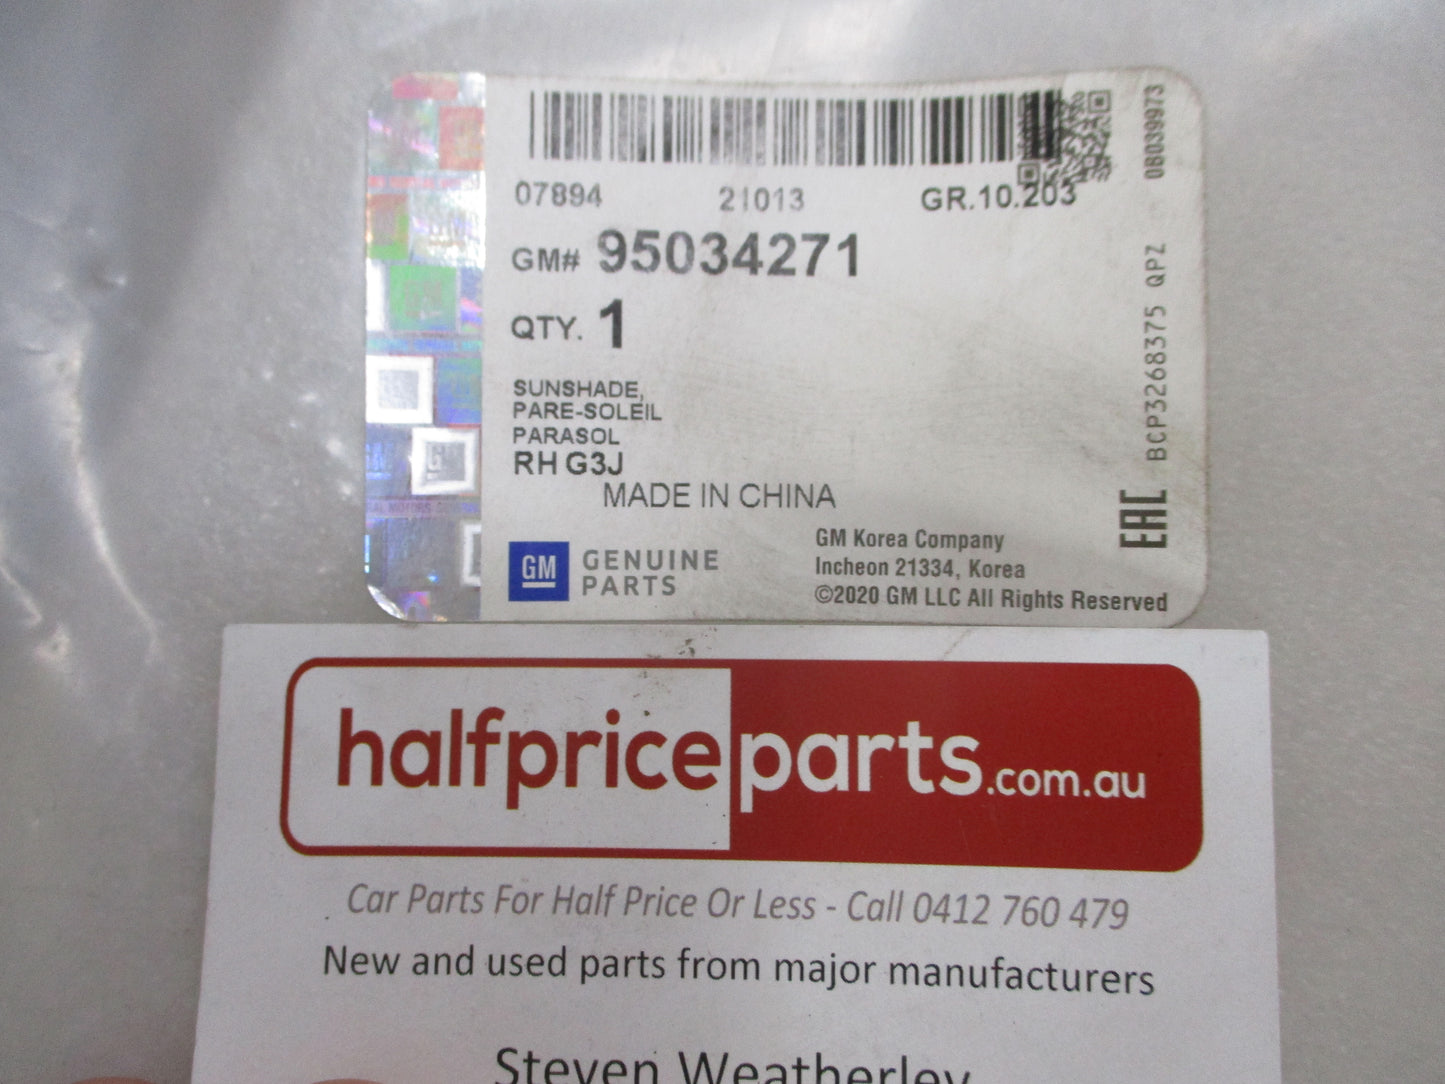 07894 21013 GR.10.203
GM# 95034271
QTY. 1
SUNSHADE,
PARE-SOLEIL
PARASOL
RH G3J
MADE IN CHINA
GM GENUINE
PARTS
GM Korea Company
Incheon 21334, Korea
©2020 GM LLC All Rights Reserved
BCP3268375 QPZ 08039973
EAC
halfpriceparts.com.au
Car Parts For Half Price Or Less - Call 0412 760 479
New and used parts from major manufacturers
Steven Weatherley